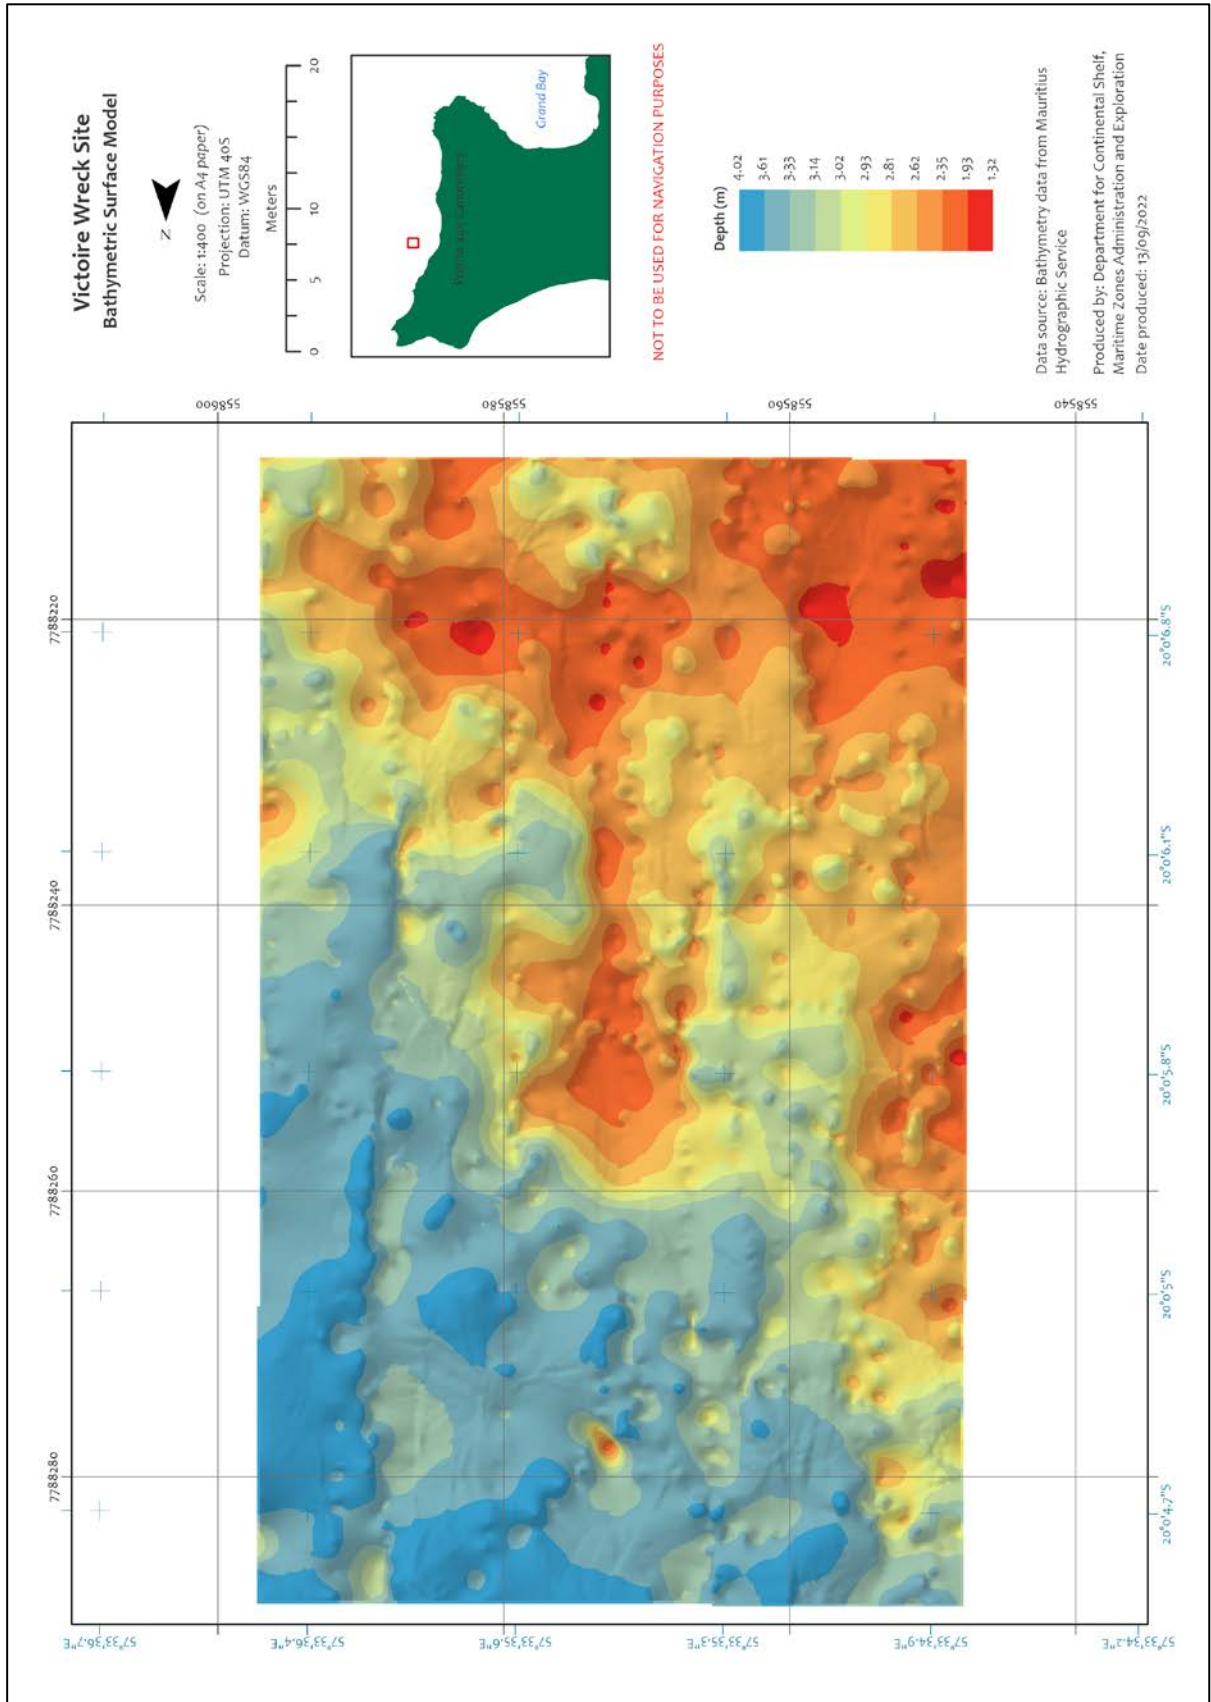 Victoire Wreck Site
Bathymetric Surface Model
N
Scale: 1:400 (on A4 paper)
Projection: UTM 40S
Datum: WGS84
Meters
0 5 10 20
Grand Bay
Pointe aux Canonniers
NOT TO BE USED FOR NAVIGATION PURPOSES
Depth (m)
4.02
3.61
3.33
3.14
3.02
2.93
2.81
2.62
2.35
1.93
1.32
Data source: Bathymetry data from Mauritius
Hydrographic Service
Produced by: Department for Continental Shelf,
Maritime Zones Administration and Exploration
Date produced: 13/09/2022
558600
558580
558560
558540
7788280
7788260
7788240
7788220
20°0'4.7"S
20°0'5"S
20°0'5.8"S
20°0'6.1"S
20°0'6.8"S
57°33'36.7"E
57°33'36.4"E
57°33'35.6"E
57°33'35.3"E
57°33'34.9"E
57°33'34.2"E